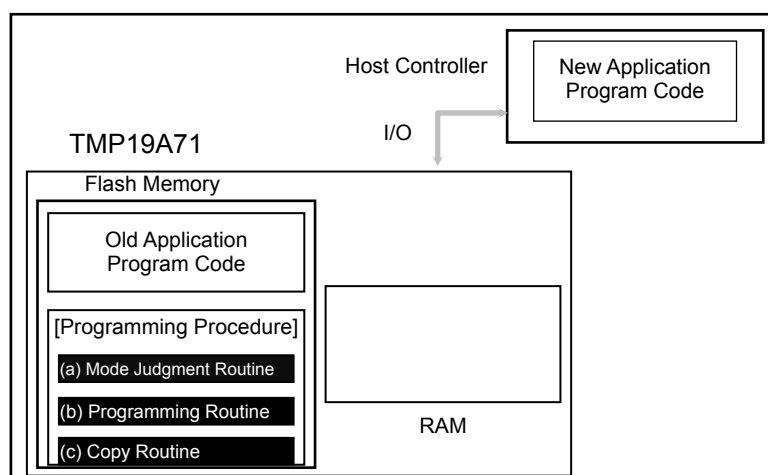 Host Controller
New Application
Program Code
I/O
TMP19A71
Flash Memory
Old Application
Program Code
[Programming Procedure]
(a) Mode Judgment Routine
(b) Programming Routine
(c) Copy Routine
RAM